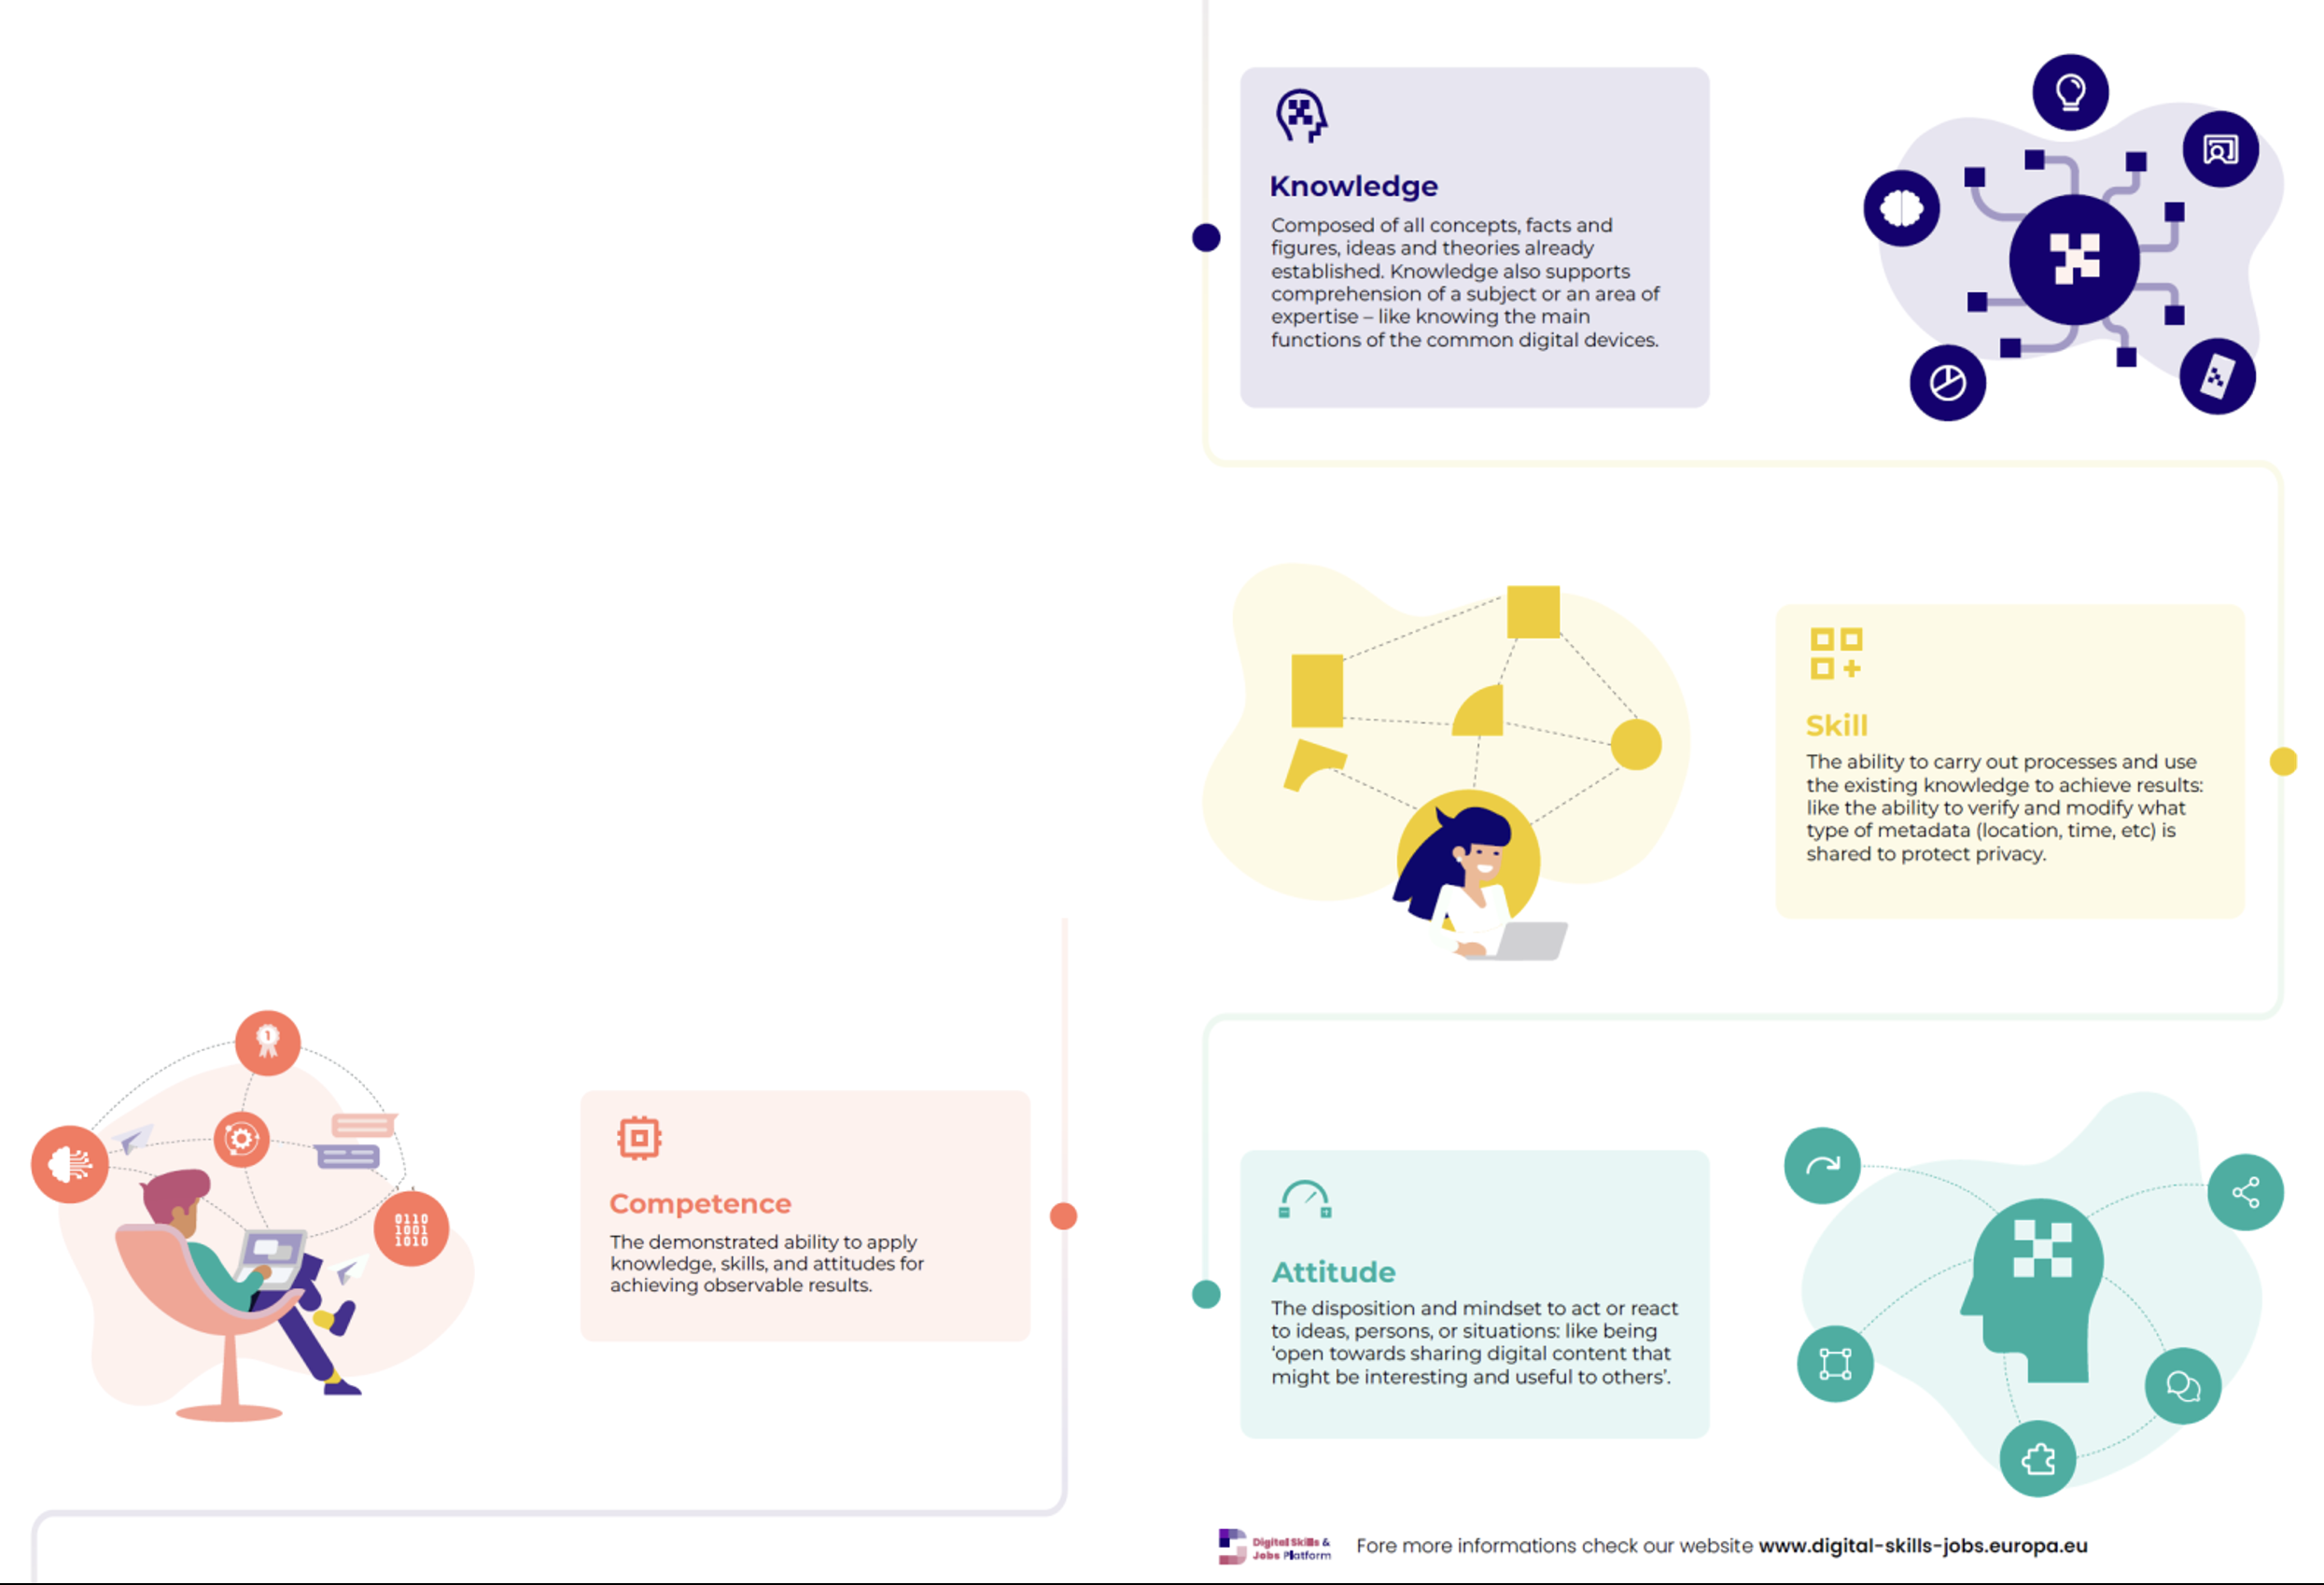 Competence
The demonstrated ability to apply
knowledge, skills, and attitudes for
achieving observable results.
1
0110
1001
1010
Knowledge
Composed of all concepts, facts and
figures, ideas and theories already
established. Knowledge also supports
comprehension of a subject or an area of
expertise – like knowing the main
functions of the common digital devices.
Skill
The ability to carry out processes and use
the existing knowledge to achieve results:
like the ability to verify and modify what
type of metadata (location, time, etc) is
shared to protect privacy.
Attitude
The disposition and mindset to act or react
to ideas, persons, or situations: like being
‘open towards sharing digital content that
might be interesting and useful to others’.
Digital Skills &
Jobs Platform
Fore more informations check our website www.digital-skills-jobs.europa.eu